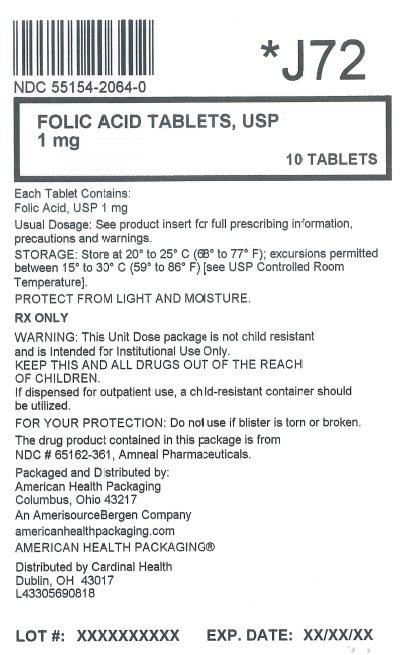 *J72
NDC 55154-2064-0
FOLIC ACID TABLETS, USP
1 mg
10 TABLETS
Each Tablet Contains:
Folic Acid, USP 1 mg
Usual Dosage: See product insert for full prescribing information,
precautions and warnings.
STORAGE: Store at 20° to 25° C (68° to 77° F); excursions permitted
between 15° to 30° C (59° to 86° F) [see USP Controlled Room
Temperature].
PROTECT FROM LIGHT AND MOISTURE.
RX ONLY
WARNING: This Unit Dose package is not child resistant
and is Intended for Institutional Use Only.
KEEP THIS AND ALL DRUGS OUT OF THE REACH
OF CHILDREN.
If dispensed for outpatient use, a child-resistant container should
be utilized.
FOR YOUR PROTECTION: Do not use if blister is torn or broken.
The drug product contained in this package is from
NDC # 65162-361, Amneal Pharmaceuticals.
Packaged and Distributed by:
American Health Packaging
Columbus, Ohio 43217
An AmerisourceBergen Company
americanhealthpackaging.com
AMERICAN HEALTH PACKAGING®
Distributed by Cardinal Health
Dublin, OH 43017
L43305690818
LOT #: XXXXXXXXXX EXP. DATE: XX/XX/XX